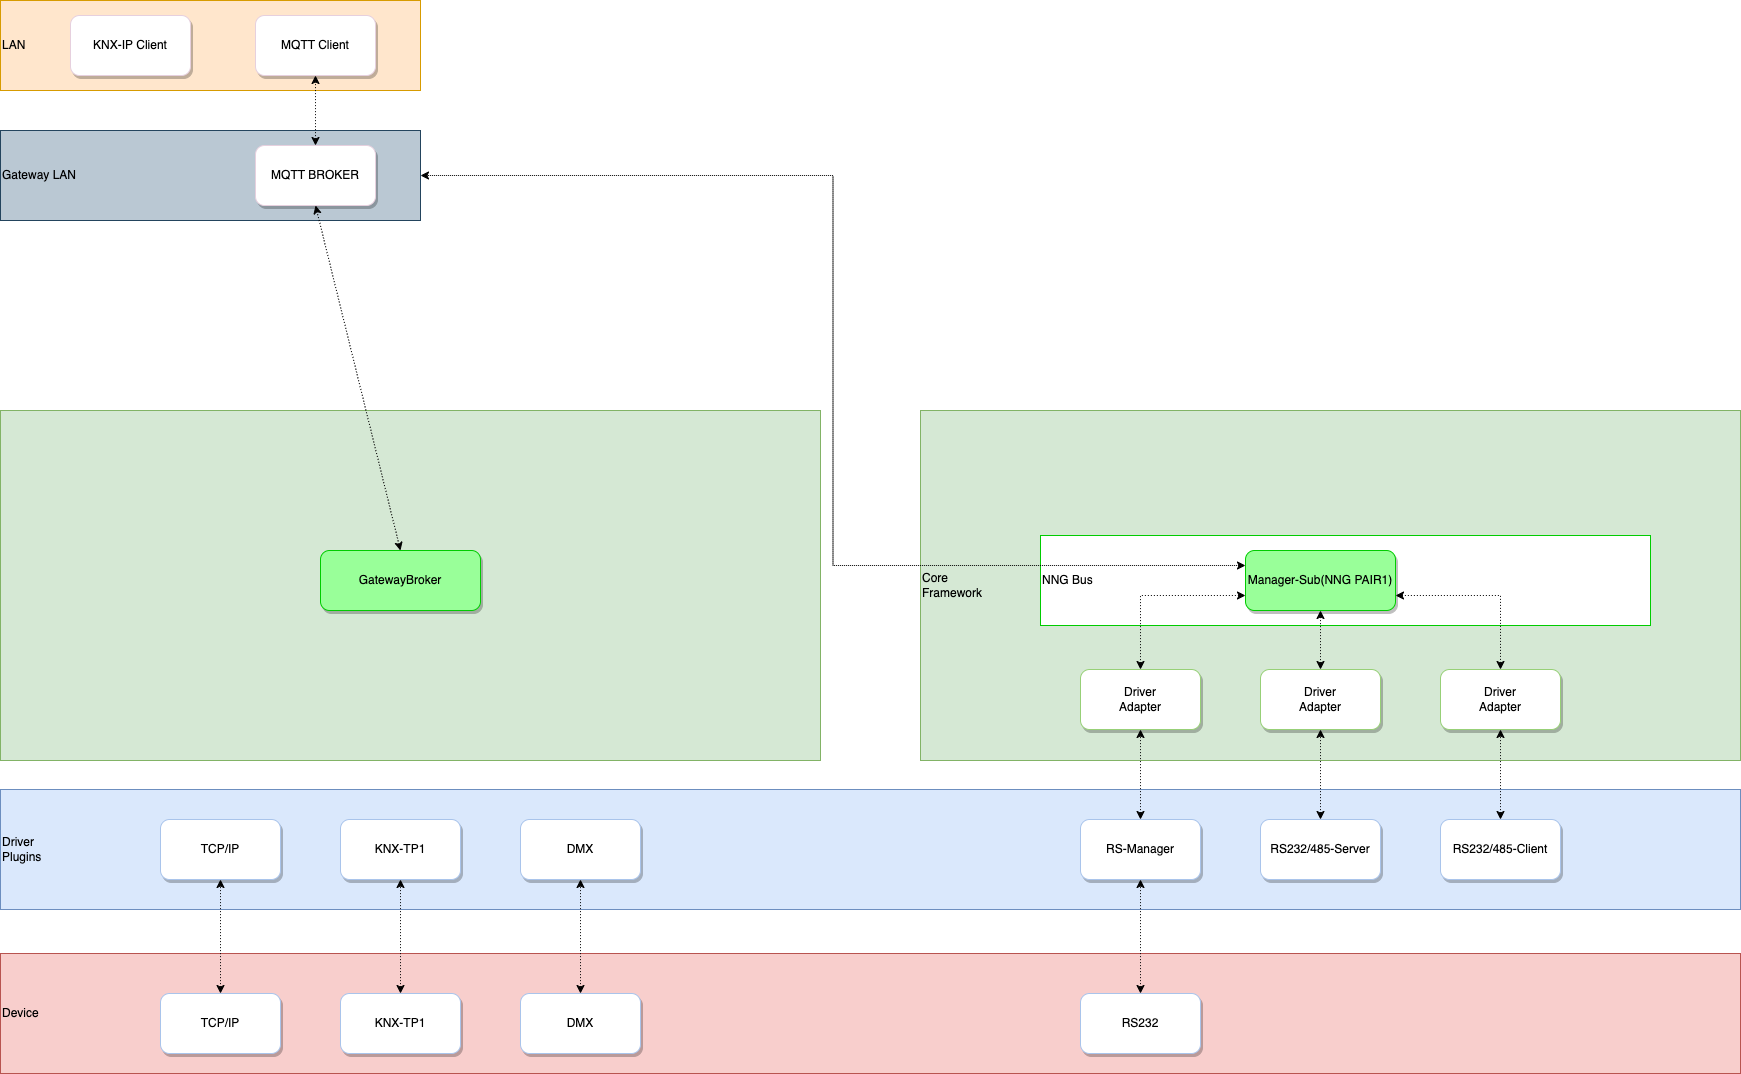 LAN
KNX-IP Client
MQTT Client
Gateway LAN
MQTT BROKER
GatewayBroker
Core
Framework
NNG Bus
Manager-Sub(NNG PAIR1)
Driver
Adapter
Driver
Adapter
Driver
Adapter
Driver
Plugins
TCP/IP
KNX-TP1
DMX
RS-Manager
RS232/485-Server
RS232/485-Client
Device
TCP/IP
KNX-TP1
DMX
RS232